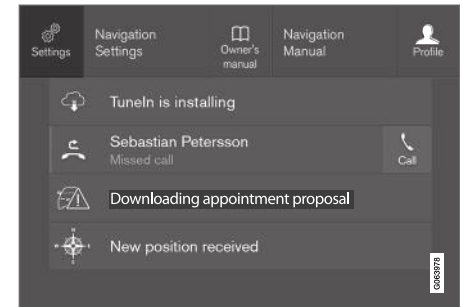 Settings
Navigation
Settings
Owner's
manual
Navigation
Manual
Profile
TuneIn is installing
Sebastian Petersson
Missed call
Call
Downloading appointment proposal
New position received
G063978